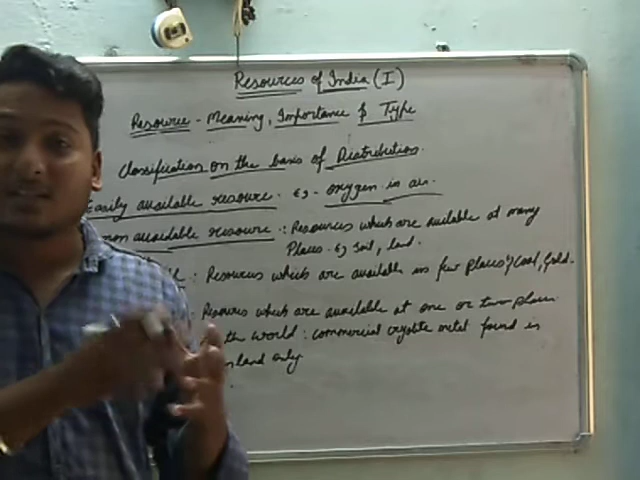 Resources of India (I)
Resource - Meaning, Importance & Type
Classification on the basis of Distribution.
Easily available resource. Eg - oxygen in air.
available resource : Resources which are available at many
Places. Eg Soil, land.
: Resources which are available in few places Eg Coal, Gold.
: Resources which are available at one or two places
the world : commercial cryolite metal found in
land only